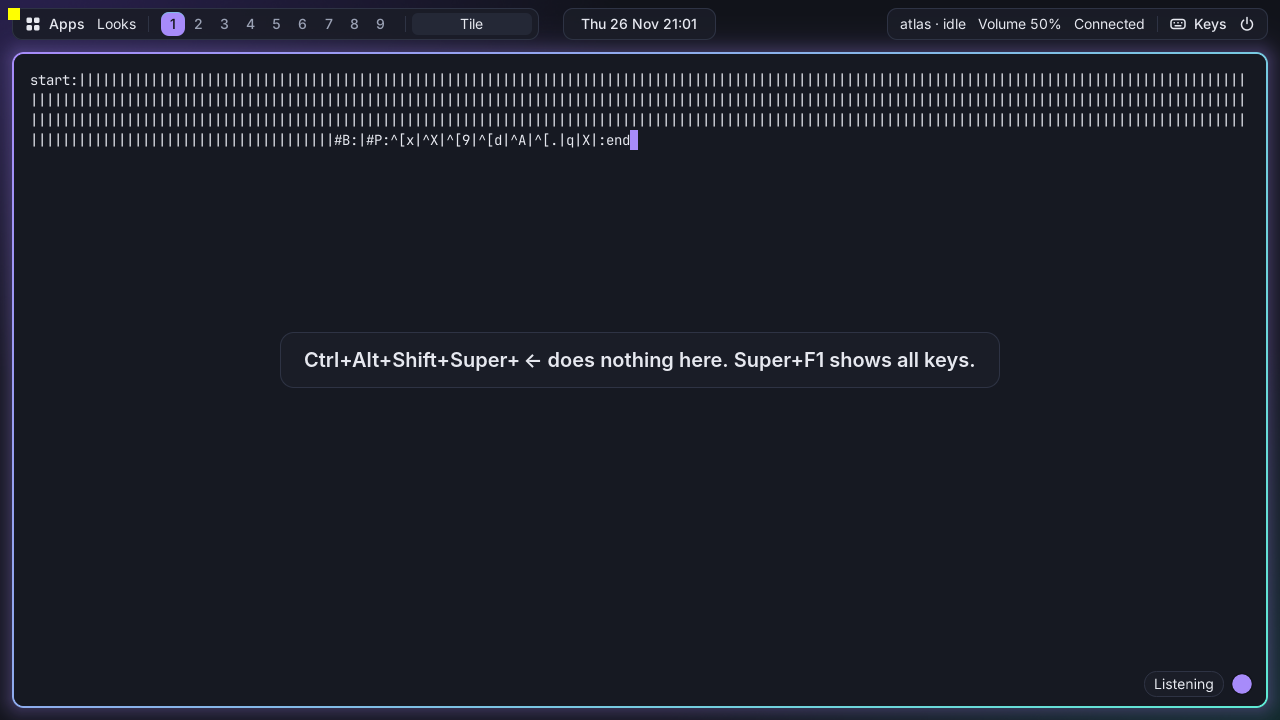 Apps Looks 1 2 3 4 5 6 7 8 9 Tile Thu 26 Nov 21:01 atlas · idle Volume 50% Connected Keys
start:||||||||||||||||||||||||||||||||||||||||||||||||||||||||||||||||||||||||||||||||||||||||||||||||||||||||||||||||||||||||||||||||||||||||||||||||||
||||||||||||||||||||||||||||||||||||||||||||||||||||||||||||||||||||||||||||||||||||||||||||||||||||||||||||||||||||||||||||||||||||||||||||||||||||||||
||||||||||||||||||||||||||||||||||||||||||||||||||||||||||||||||||||||||||||||||||||||||||||||||||||||||||||||||||||||||||||||||||||||||||||||||||||||||
||||||||||||||||||||||||||||||||||||||#B:|#P:^[x|^X|^[9|^[d|^A|^[.|q|X|:end
Ctrl+Alt+Shift+Super+ ← does nothing here. Super+F1 shows all keys.
Listening